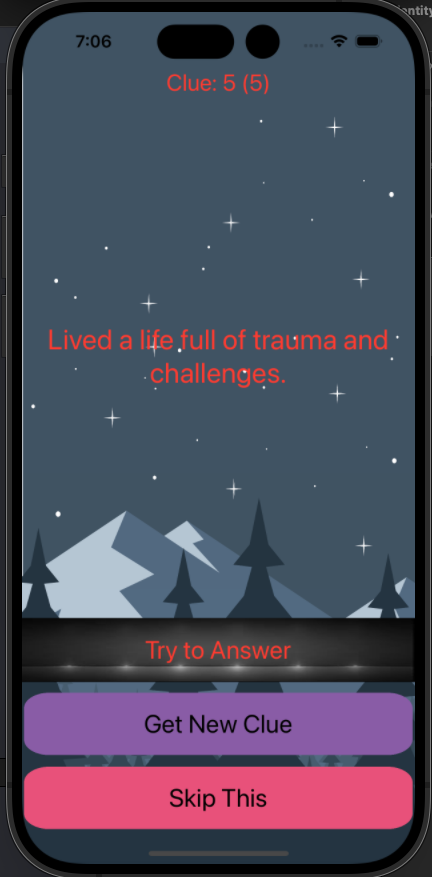 entity
7:06
Clue: 5 (5)
Lived a life full of trauma and
challenges.
Try to Answer
Get New Clue
Skip This